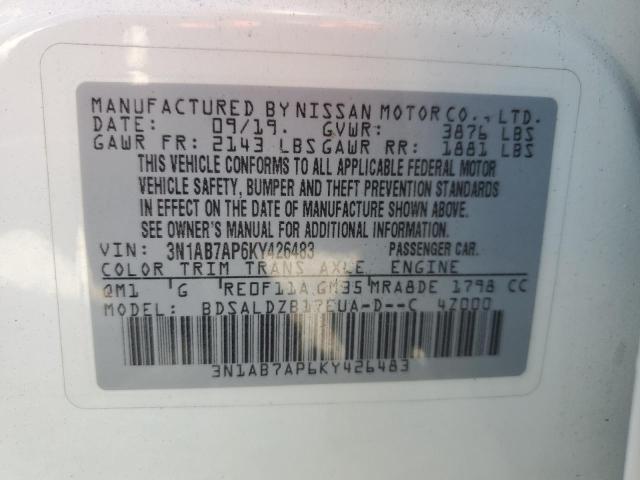 MANUFACTURED BY NISSAN MOTOR CO., LTD.
DATE: 09/19. GVWR: 3876 LBS
GAWR FR: 2143 LBS GAWR RR: 1881 LBS
THIS VEHICLE CONFORMS TO ALL APPLICABLE FEDERAL MOTOR
VEHICLE SAFETY, BUMPER AND THEFT PREVENTION STANDARDS
IN EFFECT ON THE DATE OF MANUFACTURE SHOWN ABOVE.
SEE OWNER'S MANUAL FOR ADDITIONAL INFORMATION.
VIN: 3N1AB7AP6KY426483 PASSENGER CAR.
COLOR TRIM TRANS AXLE ENGINE
QM1 G RE0F11A GM35 MRA8DE 1798 CC
MODEL: BDSALDZB17EUA-D--C 4Z000
3N1AB7AP6KY426483